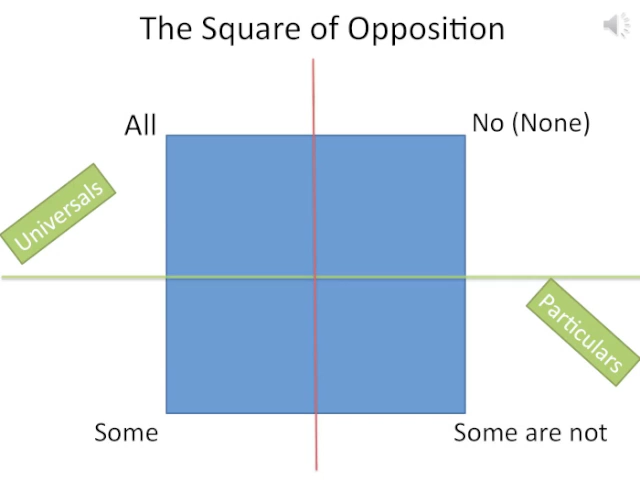 The Square of Opposition
All
No (None)
Universals
Particulars
Some
Some are not